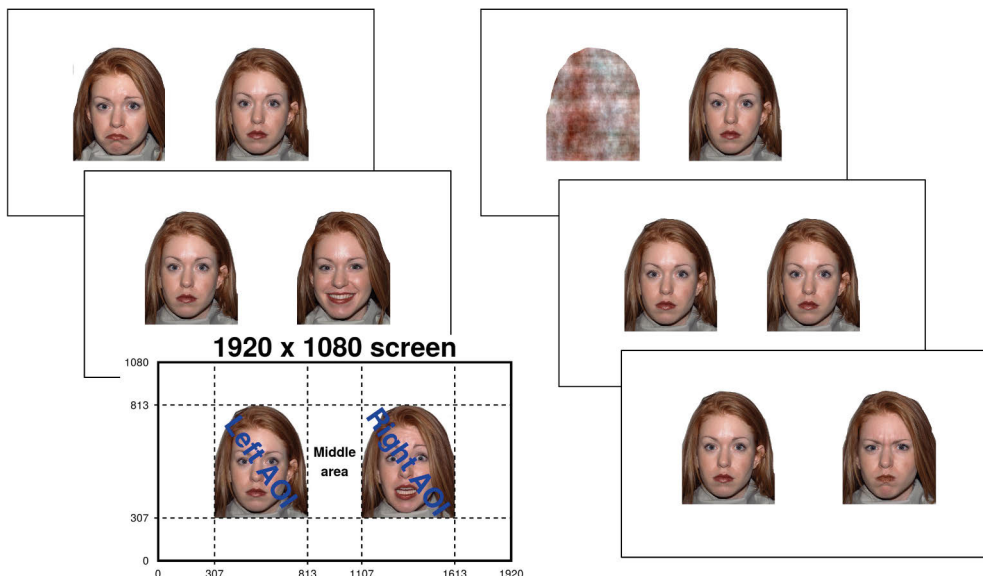 1920 x 1080 screen
1080
813
307
0
Left AOI
Middle
area
Right AOI
0 307 813 1107 1613 1920